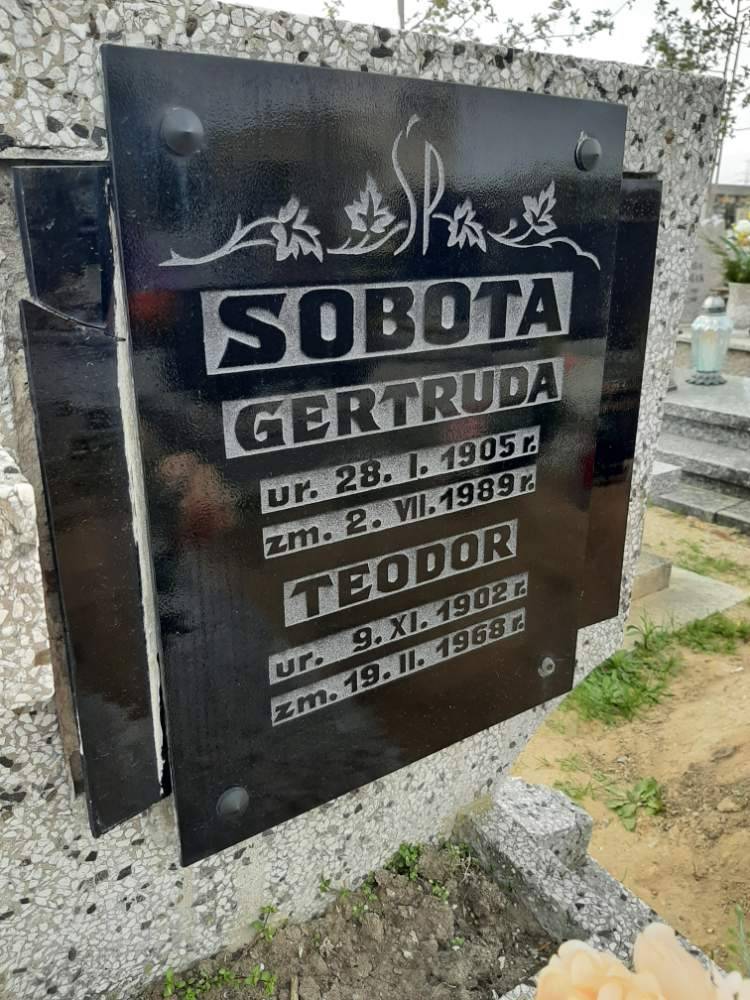 ŚP
SOBOTA
GERTRUDA
ur. 28. I. 1905 r.
zm. 2. VII. 1989 r.
TEODOR
ur. 9. XI. 1902 r.
zm. 19. II. 1968 r.